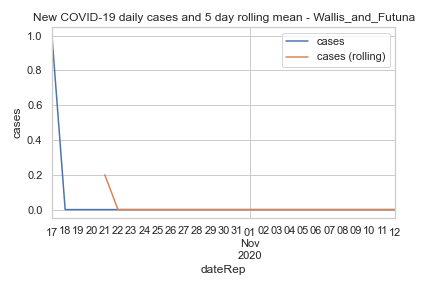 New COVID-19 daily cases and 5 day rolling mean - Wallis_and_Futuna
cases
cases (rolling)
1.0
0.8
0.6
0.4
0.2
0.0
cases
17 18 19 20 21 22 23 24 25 26 27 28 29 30 31 01 02 03 04 05 06 07 08 09 10 11 12
Nov
2020
dateRep